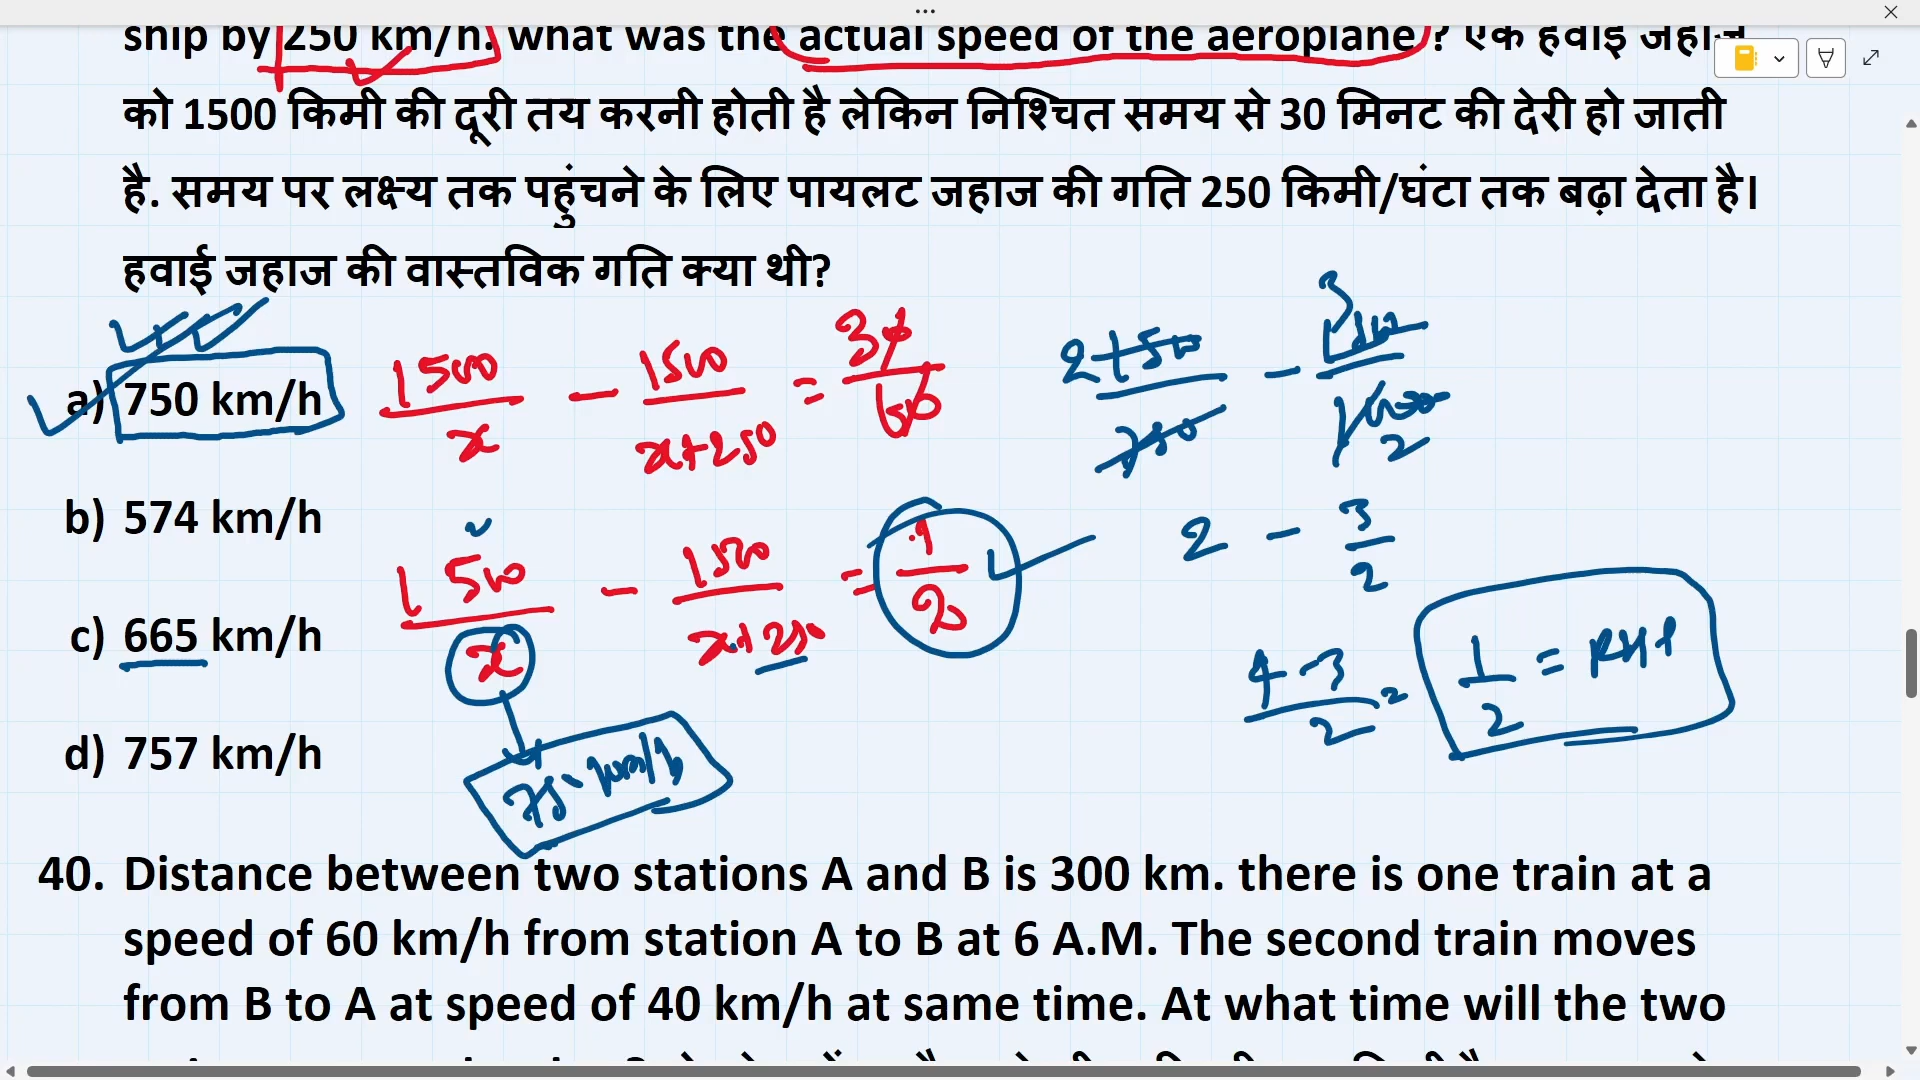 ship by 250 km/h. what was the actual speed of the aeroplane ? एक हवाई जहाज
को 1500 किमी की दूरी तय करनी होती है लेकिन निश्चित समय से 30 मिनट की देरी हो जाती
है. समय पर लक्ष्य तक पहुंचने के लिए पायलट जहाज की गति 250 किमी/घंटा तक बढ़ा देता है।
हवाई जहाज की वास्तविक गति क्या थी?
a) 750 km/h
1500/x - 1500/x+250 = 30/60
b) 574 km/h
1500/x - 1500/x+250 = 1/2
2 - 3/2
c) 665 km/h
4-3/2 =
1/2 = RHS
d) 757 km/h
750 km/h
40. Distance between two stations A and B is 300 km. there is one train at a
speed of 60 km/h from station A to B at 6 A.M. The second train moves
from B to A at speed of 40 km/h at same time. At what time will the two